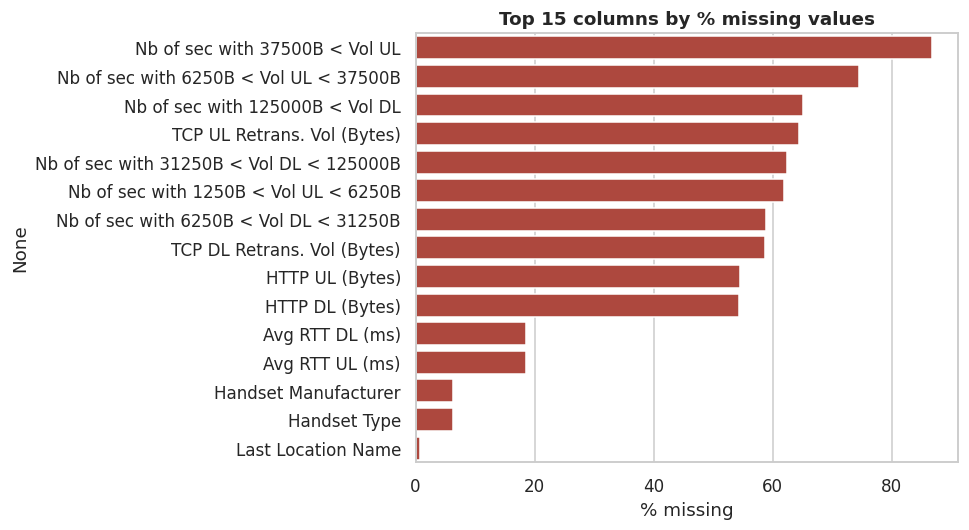 Top 15 columns by % missing values
Nb of sec with 37500B < Vol UL
Nb of sec with 6250B < Vol UL < 37500B
Nb of sec with 125000B < Vol DL
TCP UL Retrans. Vol (Bytes)
Nb of sec with 31250B < Vol DL < 125000B
Nb of sec with 1250B < Vol UL < 6250B
Nb of sec with 6250B < Vol DL < 31250B
TCP DL Retrans. Vol (Bytes)
HTTP UL (Bytes)
HTTP DL (Bytes)
Avg RTT DL (ms)
Avg RTT UL (ms)
Handset Manufacturer
Handset Type
Last Location Name
None
0 20 40 60 80
% missing